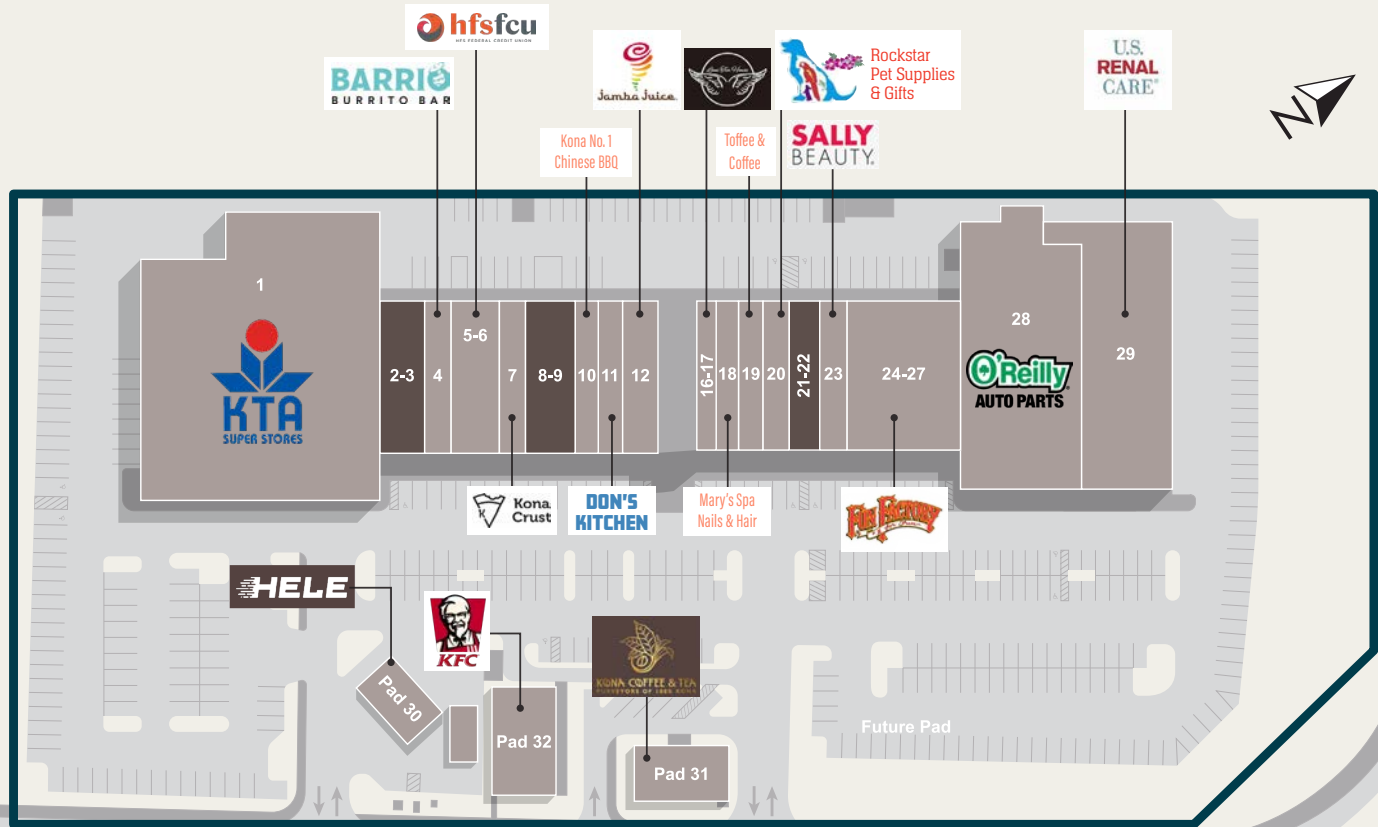 hfsfcu
HFS FEDERAL CREDIT UNION
BARRIO
BURRITO BAR
Jamba Juice
Rockstar
Pet Supplies
& Gifts
U.S.
RENAL
CARE
N
Kona No. 1
Chinese BBQ
Toffee &
Coffee
SALLY
BEAUTY
1
KTA
SUPER STORES
2-3
4
5-6
7
8-9
10
11
12
16-17
18
19
20
21-22
23
24-27
28
O'Reilly
AUTO PARTS
29
Kona
Crust
DON'S
KITCHEN
Mary's Spa
Nails & Hair
FUN FACTORY
HELE
KFC
KONA COFFEE & TEA
Pad 30
Pad 32
Pad 31
Future Pad